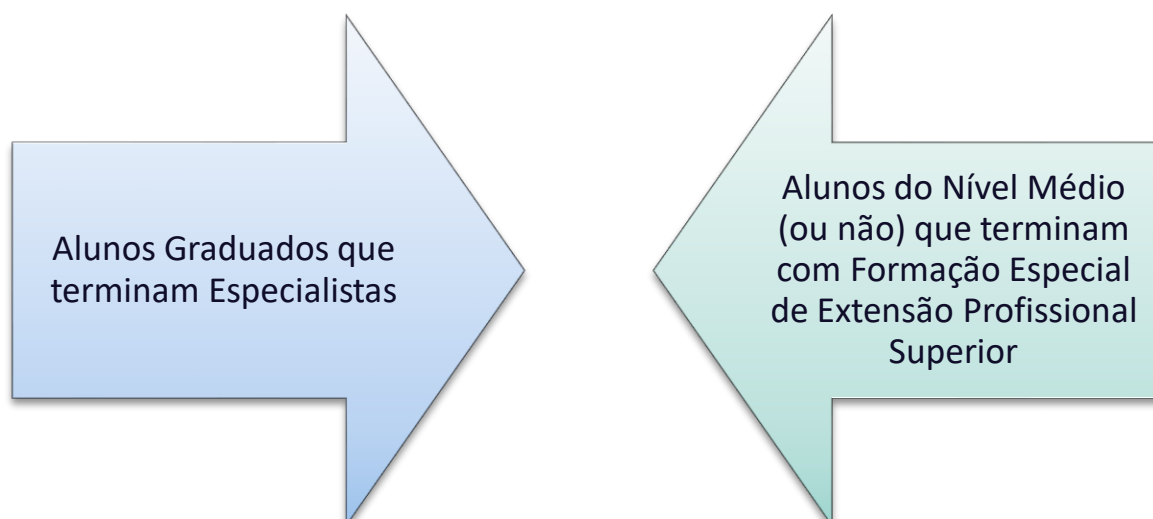 Alunos Graduados que
terminam Especialistas
Alunos do Nível Médio
(ou não) que terminam
com Formação Especial
de Extensão Profissional
Superior